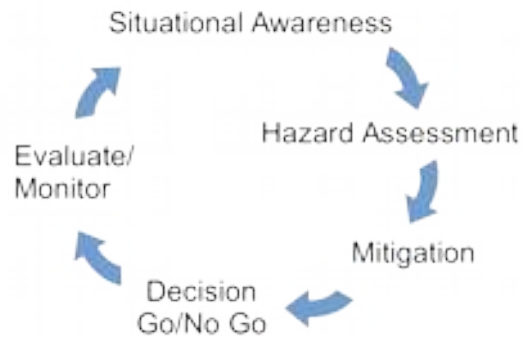 Situational Awareness
Hazard Assessment
Mitigation
Decision
Go/No Go
Evaluate/
Monitor